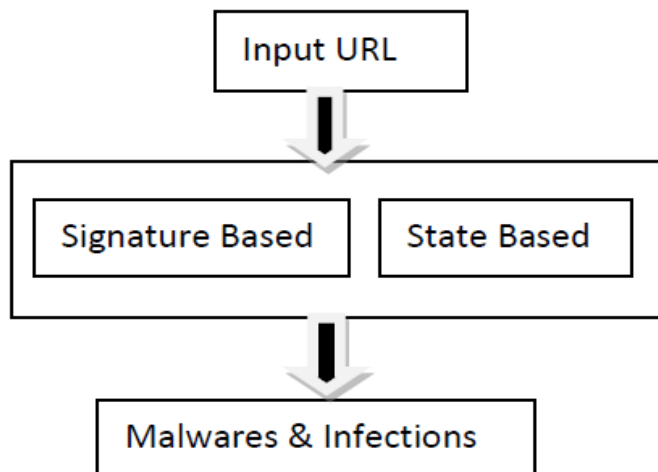 Input URL
Signature Based
State Based
Malwares & Infections